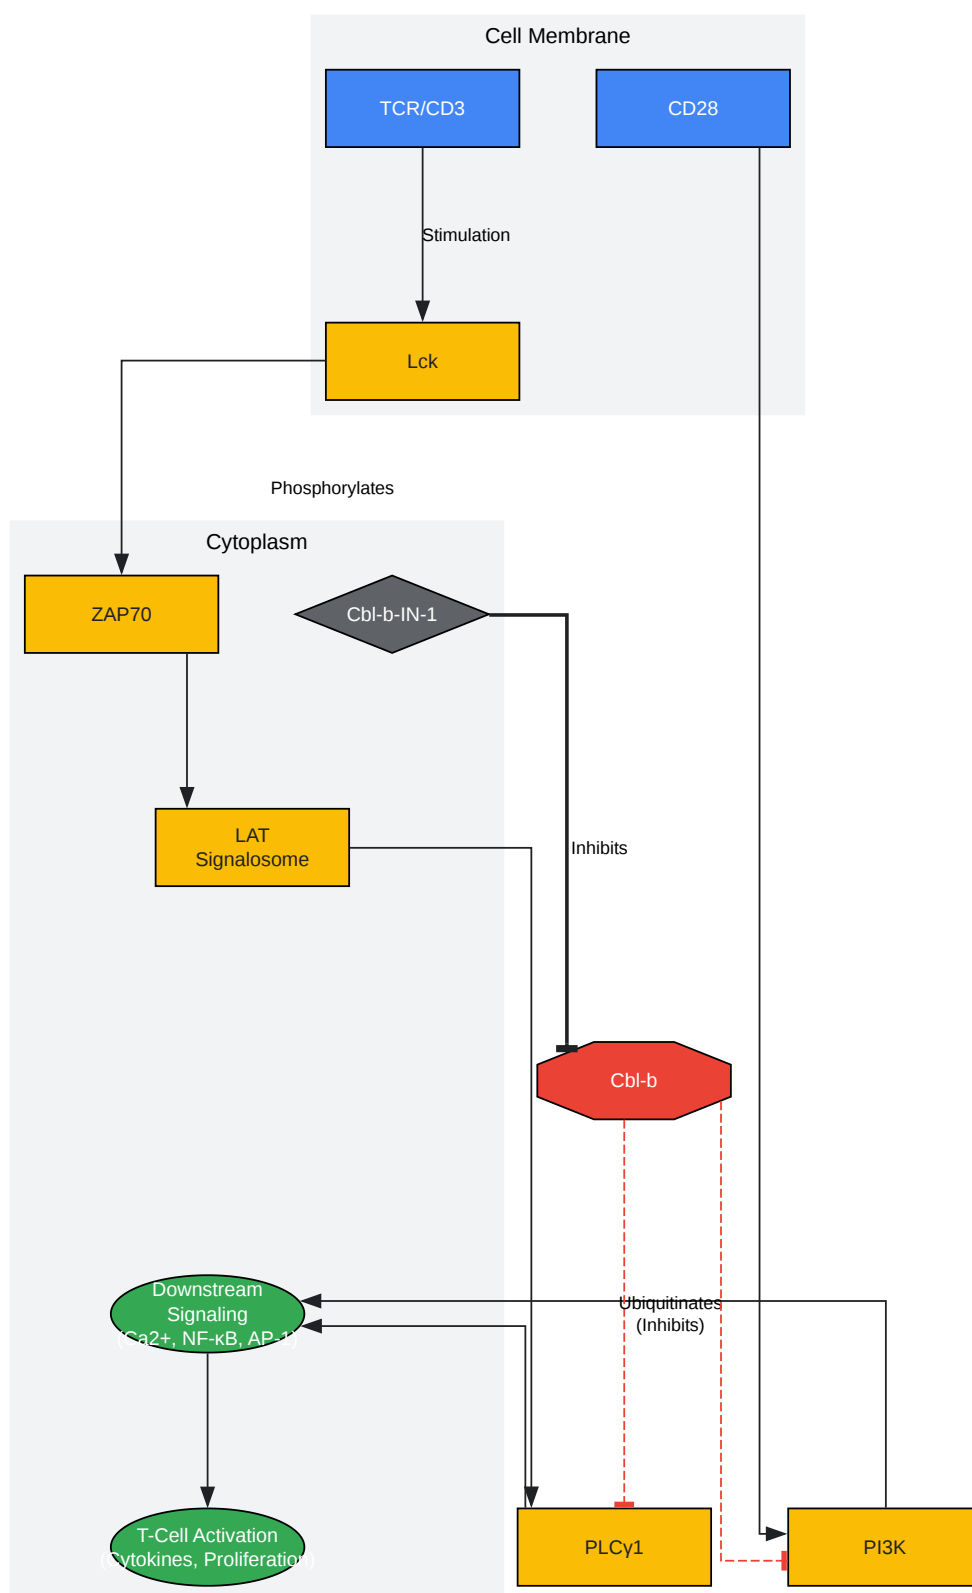 Cell Membrane
TCR/CD3
CD28
Stimulation
Lck
Phosphorylates
Cytoplasm
ZAP70
Cbl-b-IN-1
LAT
Signalosome
Inhibits
Cbl-b
Downstream
Signaling
(Ca2+, NF-κB, AP-1)
Ubiquitinates
(Inhibits)
T-Cell Activation
(Cytokines, Proliferation)
PLCγ1
PI3K